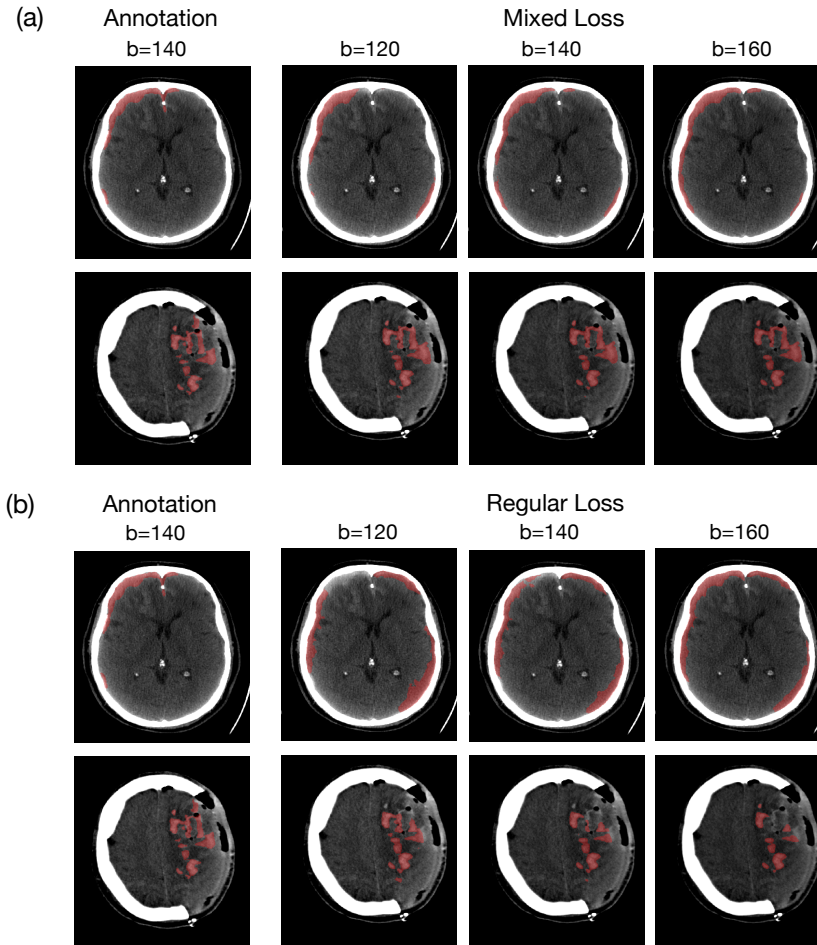 (a) Annotation Mixed Loss
b=140 b=120 b=140 b=160
(b) Annotation Regular Loss
b=140 b=120 b=140 b=160